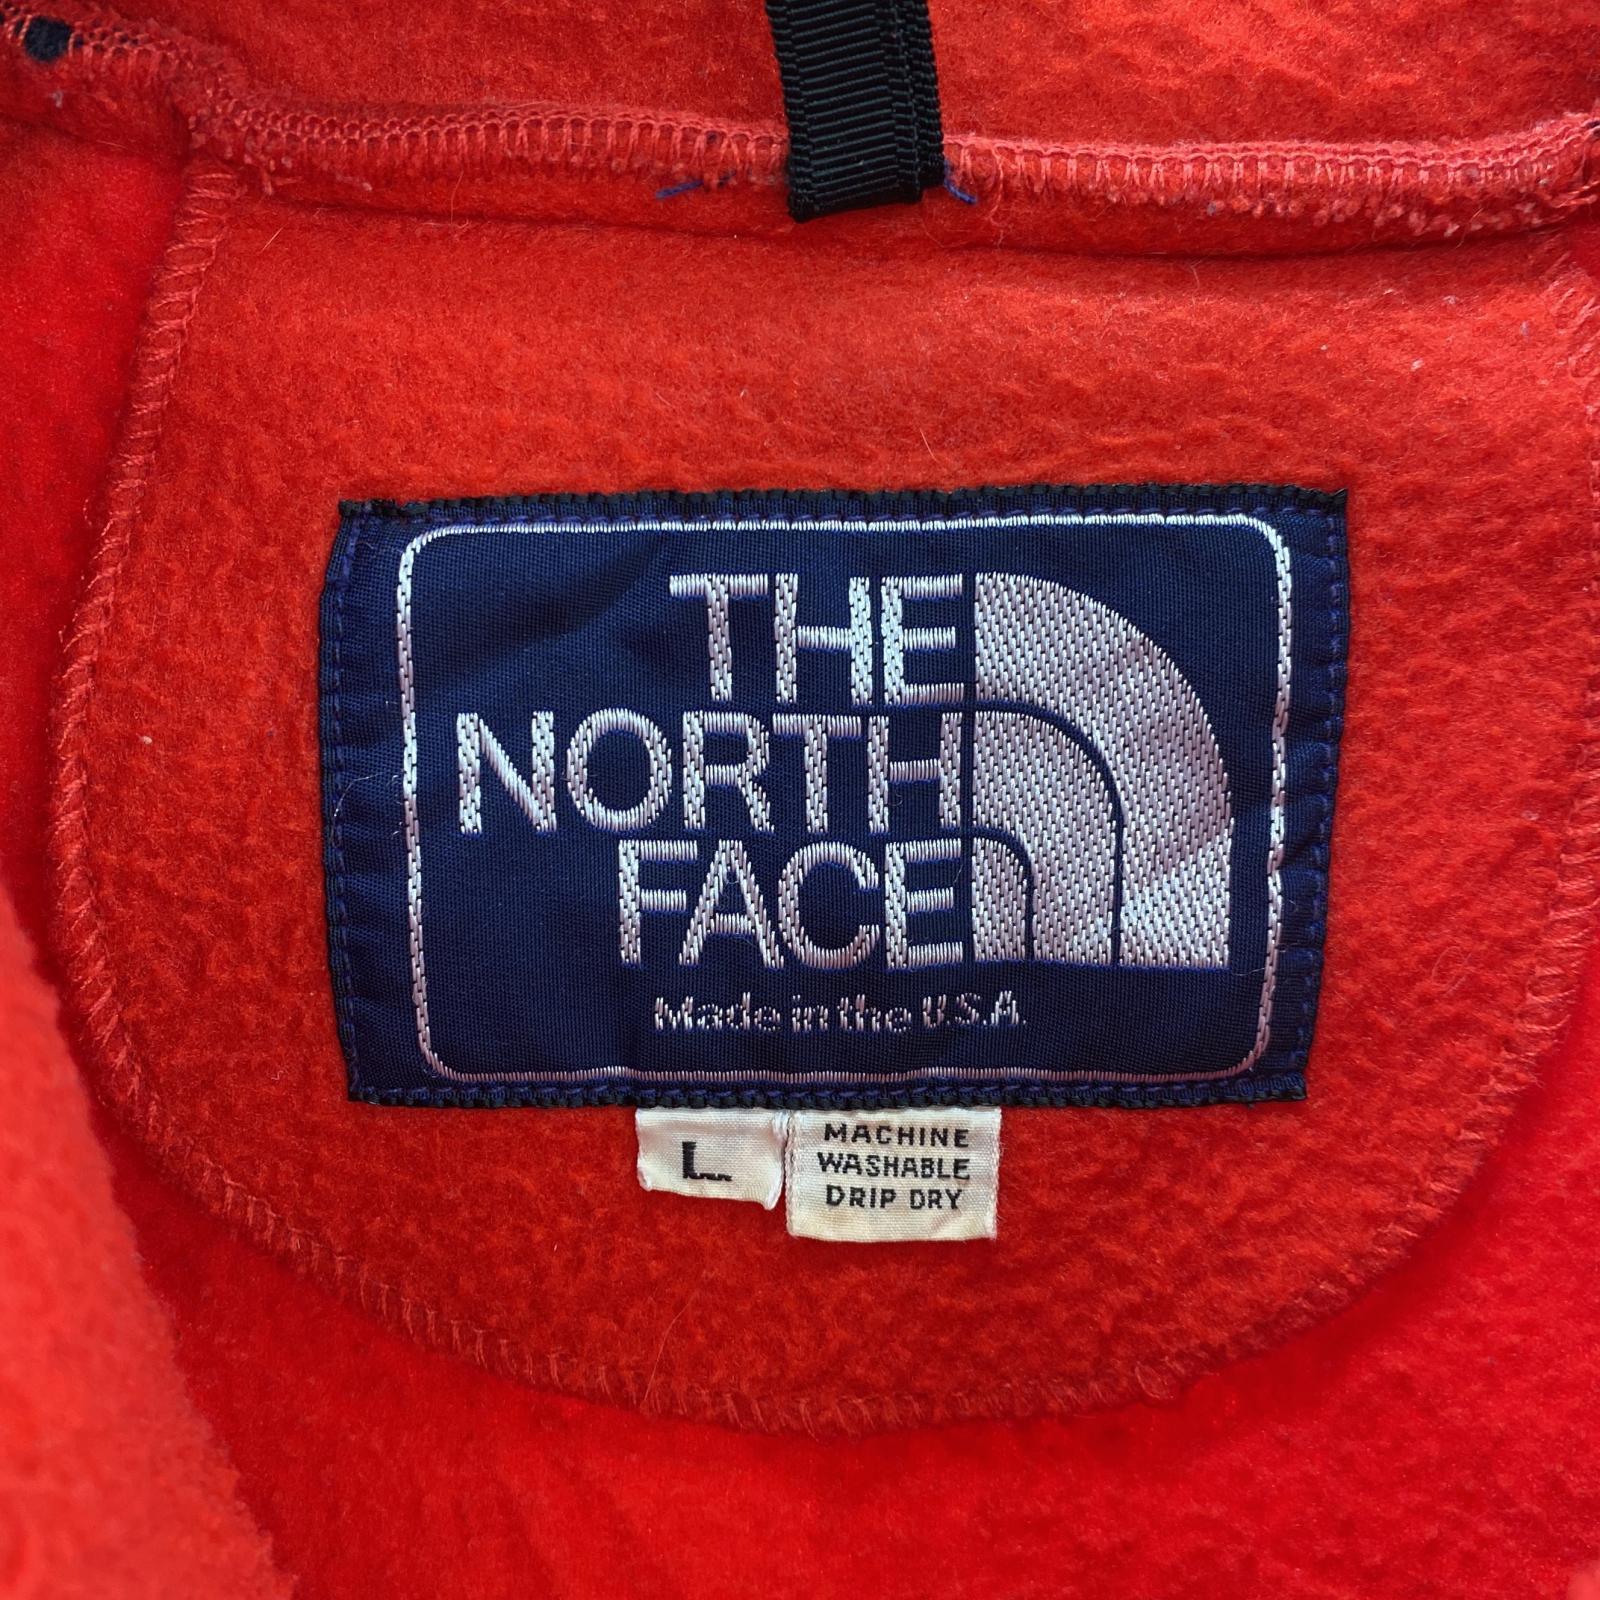 THE
NORTH
FACE
Made in the U.S.A.
L
MACHINE
WASHABLE
DRIP DRY